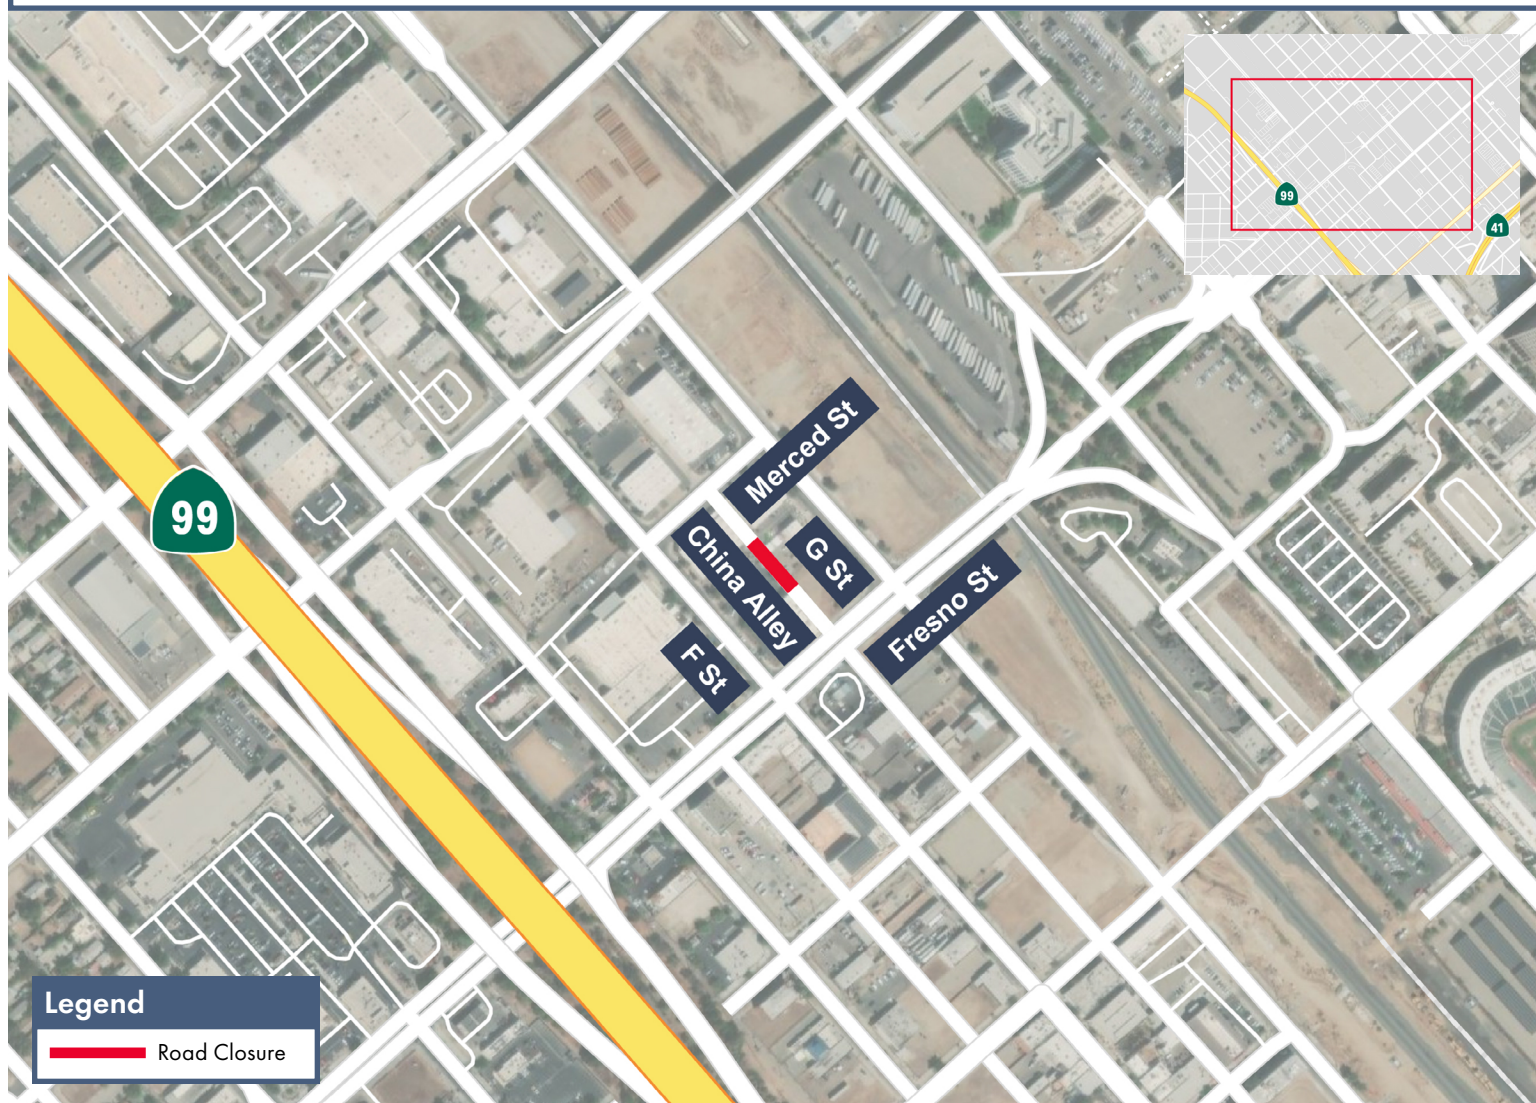 99
41
Merced St
China Alley
G St
Fresno St
F St
99
Legend
Road Closure